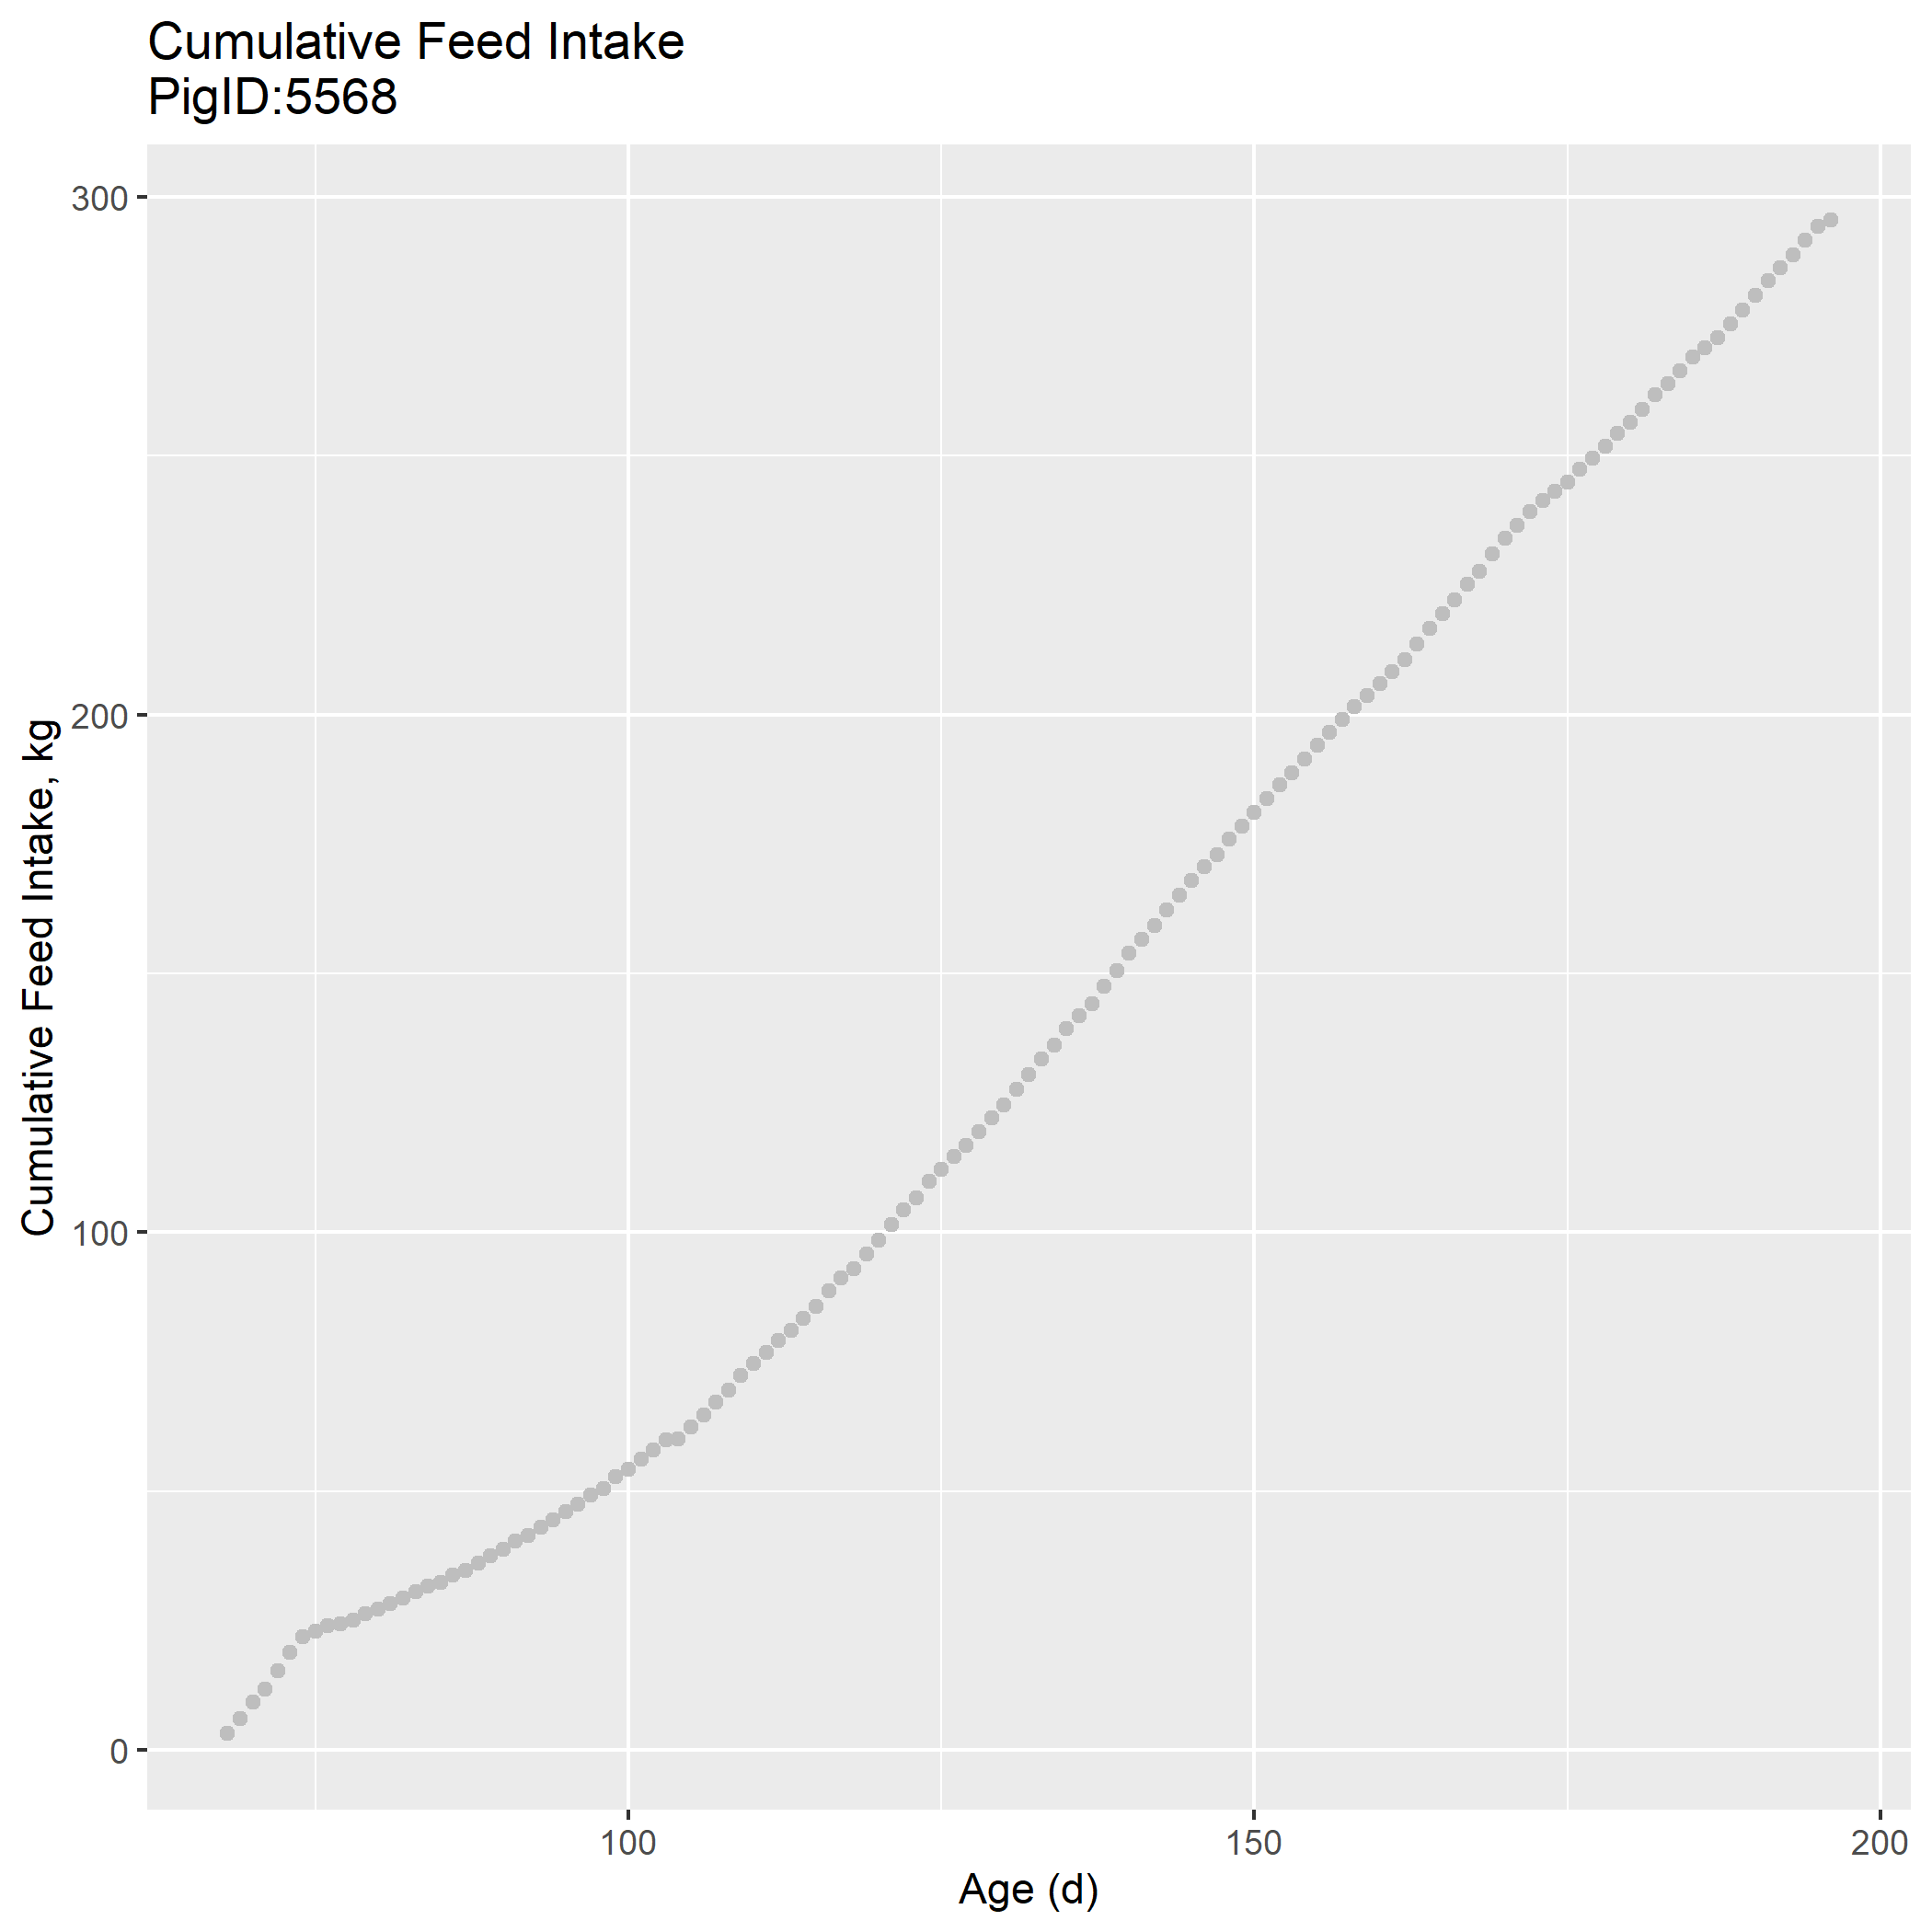 Cumulative Feed Intake
PigID:5568
300
200
100
0
Cumulative Feed Intake, kg
100
150
200
Age (d)